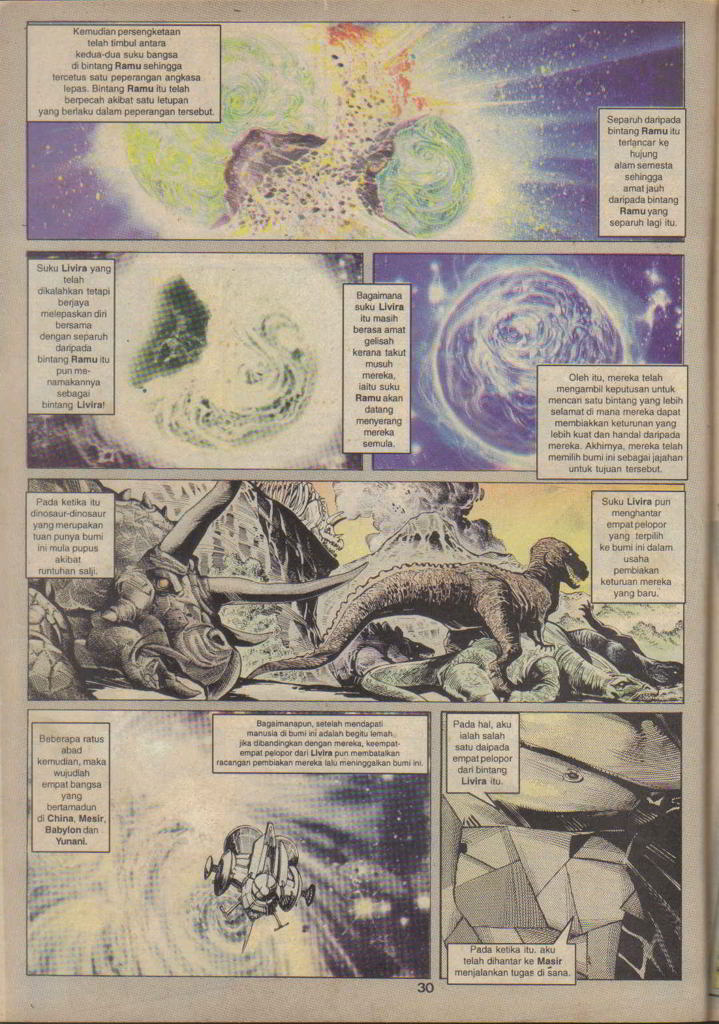 Kemudian persengketaan
telah timbul antara
kedua-dua suku bangsa
di bintang Ramu sehingga
tercetus satu peperangan angkasa
lepas. Bintang Ramu itu telah
berpecah akibat satu letupan
yang berlaku dalam peperangan tersebut.
Separuh daripada
bintang Ramu itu
terlancar ke
hujung
alam semesta
sehingga
amat jauh
daripada bintang
Ramu yang
separuh lagi itu.
Suku Livira yang
telah
dikalahkan tetapi
berjaya
melepaskan diri
bersama
dengan separuh
daripada
bintang Ramu itu
pun me-
namakannya
sebagai
bintang Livira!
Bagaimana
suku Livira
itu masih
berasa amat
gelisah
kerana takut
musuh
mereka,
iaitu suku
Ramu akan
datang
menyerang
mereka
semula.
Oleh itu, mereka telah
mengambil keputusan untuk
mencari satu bintang yang lebih
selamat di mana mereka dapat
membiakkan keturunan yang
lebih kuat dan handal daripada
mereka. Akhirnya, mereka telah
memilih bumi ini sebagai jajahan
untuk tujuan tersebut.
Pada ketika itu
dinosaur-dinosaur
yang merupakan
tuan punya bumi
ini mula pupus
akibat
runtuhan salji.
Suku Livira pun
menghantar
empat pelopor
yang terpilih
ke bumi ini dalam
usaha
pembiakan
keturuan mereka
yang baru.
Beberapa ratus
abad
kemudian, maka
wujudlah
empat bangsa
yang
bertamadun
di China, Mesir,
Babylon dan
Yunani.
Bagaimanapun, setelah mendapati
manusia di bumi ini adalah begitu lemah,
jika dibandingkan dengan mereka, keempat-
empat pelopor dari Livira pun membatalkan
racangan pembiakan mereka lalu meninggalkan bumi ini.
Pada hal, aku
ialah salah
satu daipada
empat pelopor
dari bintang
Livira itu.
Pada ketika itu, aku
telah dihantar ke Masir
menjalankan tugas di sana.
30